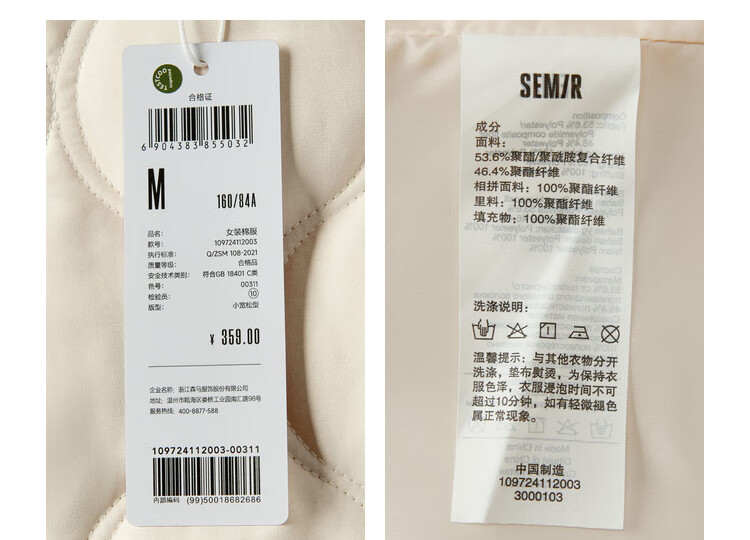 TESTCOO
合格证
6 904383 855032
M
160/84A
品名: 女装棉服
款号: 109724112003
执行标准: Q/ZSM 108-2021
质量等级: 合格品
安全技术类别: 符合GB 18401 C类
色号: 00311
检验员: 10
版型: 小宽松型
¥ 359.00
企业名称: 浙江森马服饰股份有限公司
地址: 温州市瓯海区娄桥工业园南汇路98号
服务热线: 400-8877-588
109724112003-00311
内部编码 (99)50018682686
SEMIR
成分
面料:
53.6%聚酯/聚酰胺复合纤维
46.4%聚酯纤维
相拼面料: 100%聚酯纤维
里料: 100%聚酯纤维
填充物: 100%聚酯纤维
洗涤说明:
温馨提示: 与其他衣物分开
洗涤, 垫布熨烫, 为保持衣
服色泽, 衣服浸泡时间不可
超过10分钟, 如有轻微褪色
属正常现象。
中国制造
109724112003
3000103